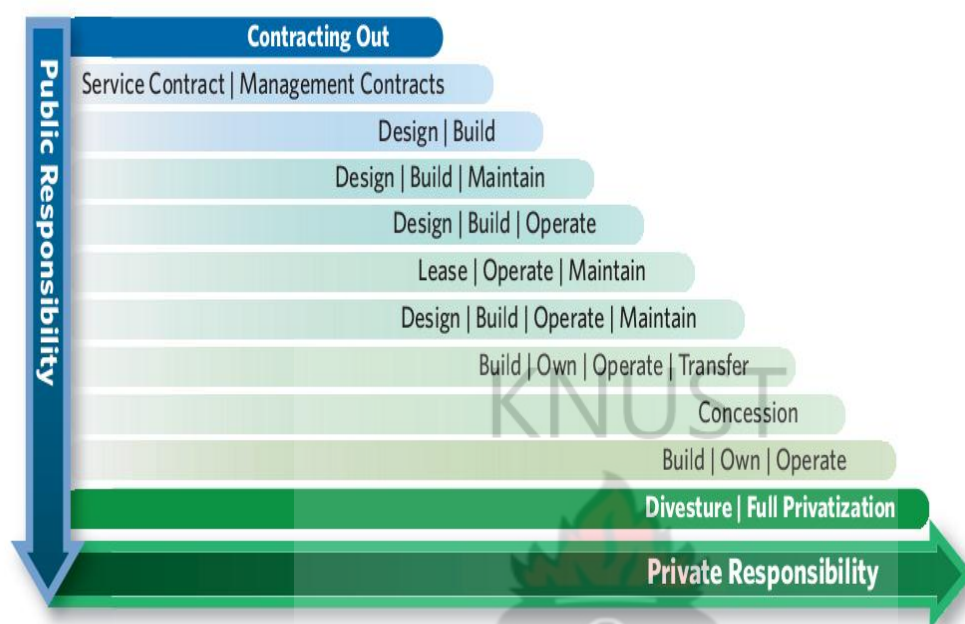 Public Responsibility
Contracting Out
Service Contract | Management Contracts
Design | Build
Design | Build | Maintain
Design | Build | Operate
Lease | Operate | Maintain
Design | Build | Operate | Maintain
Build | Own | Operate | Transfer
KNUST
Concession
Build | Own | Operate
Divesture | Full Privatization
Private Responsibility